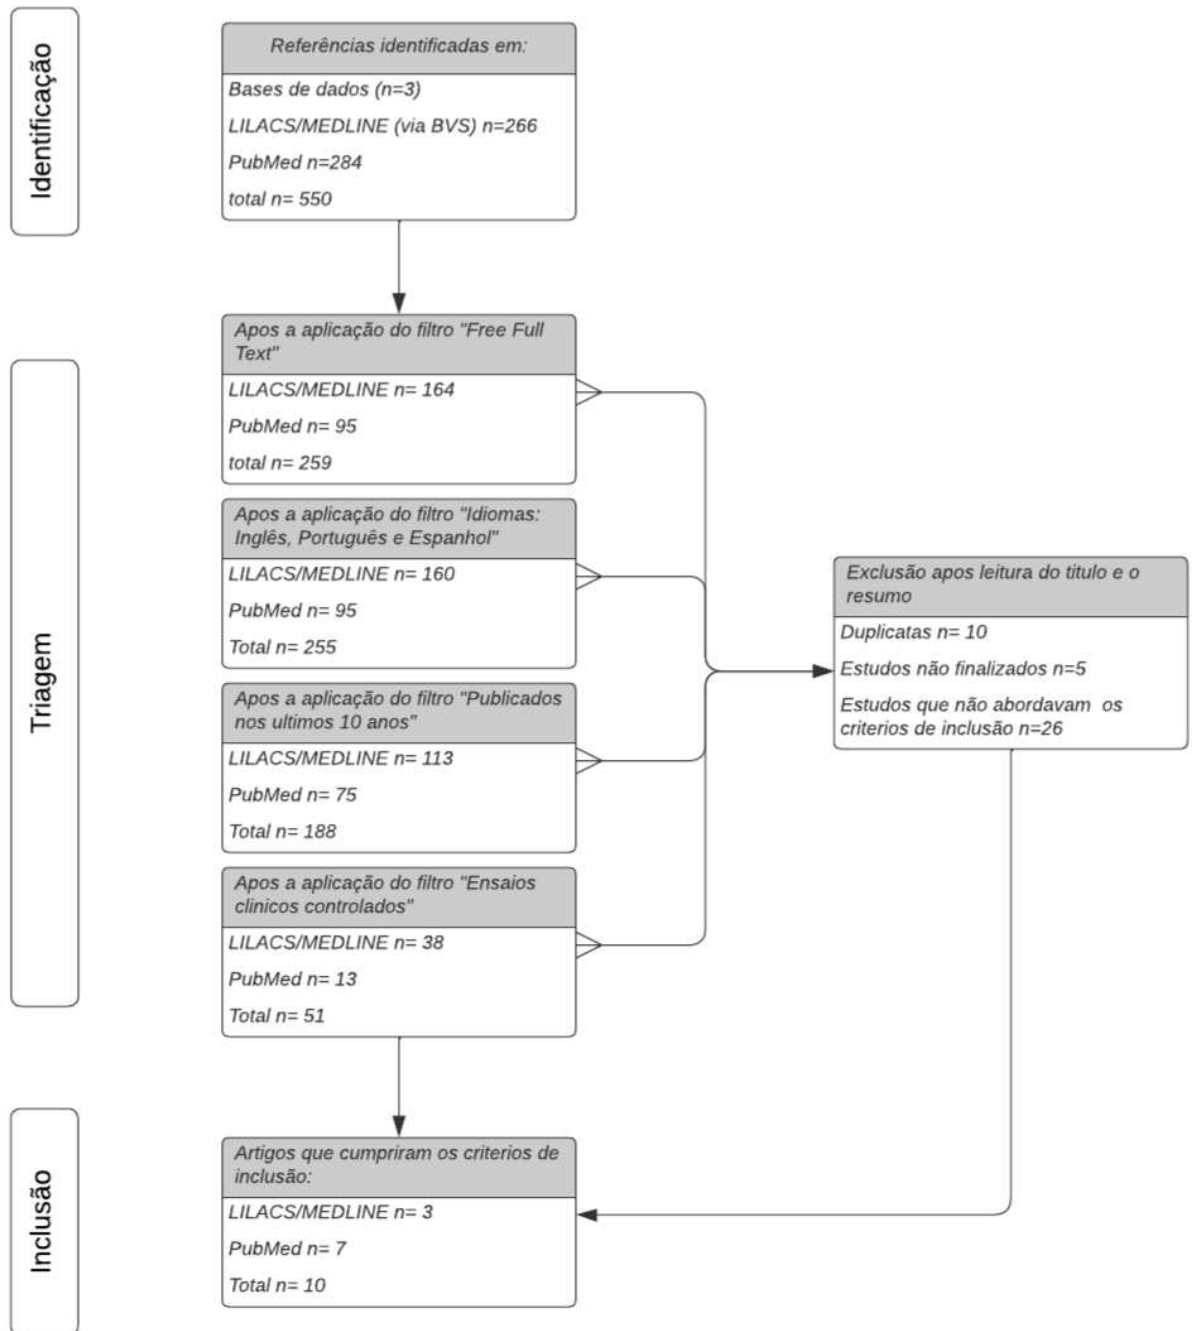 Identificação
Referências identificadas em:
Bases de dados (n=3)
LILACS/MEDLINE (via BVS) n=266
PubMed n=284
total n= 550
Triagem
Apos a aplicação do filtro "Free Full
Text"
LILACS/MEDLINE n= 164
PubMed n= 95
total n= 259
Apos a aplicação do filtro "Idiomas:
Inglês, Português e Espanhol"
LILACS/MEDLINE n= 160
PubMed n= 95
Total n= 255
Apos a aplicação do filtro "Publicados
nos ultimos 10 anos"
LILACS/MEDLINE n= 113
PubMed n= 75
Total n= 188
Apos a aplicação do filtro "Ensaios
clinicos controlados"
LILACS/MEDLINE n= 38
PubMed n= 13
Total n= 51
Exclusão apos leitura do titulo e o
resumo
Duplicatas n= 10
Estudos não finalizados n=5
Estudos que não abordavam os
criterios de inclusão n=26
Inclusão
Artigos que cumpriram os criterios de
inclusão:
LILACS/MEDLINE n= 3
PubMed n= 7
Total n= 10